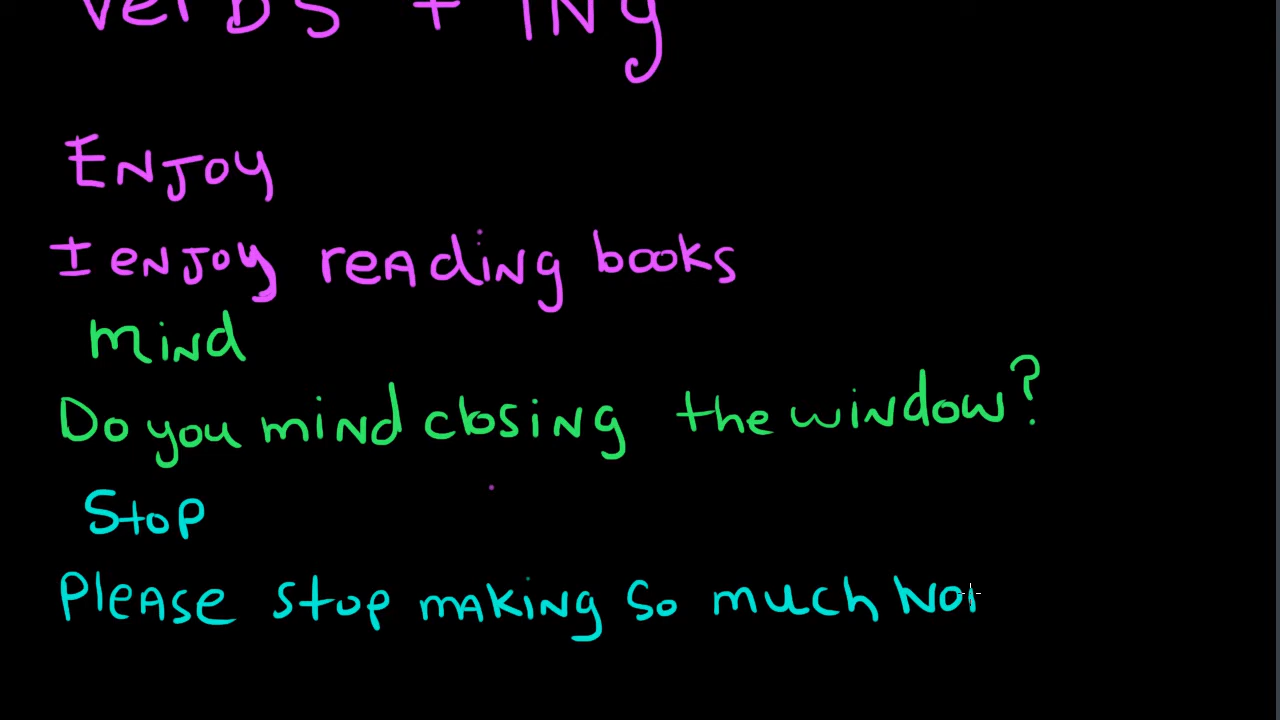 Verbs + ing
Enjoy
I enjoy reading books
mind
Do you mind closing the window?
Stop
Please stop making so much Noi